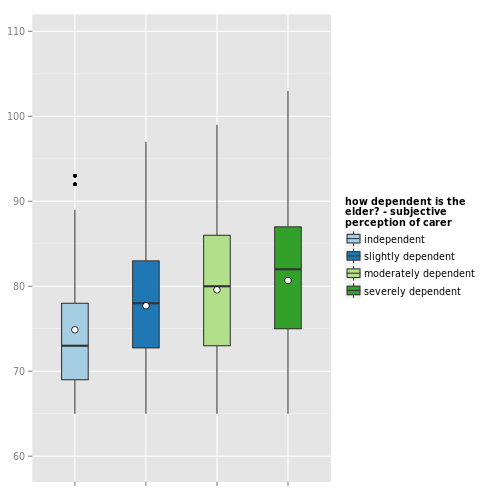 110
100
90
80
70
60
how dependent is the
elder? - subjective
perception of carer
independent
slightly dependent
moderately dependent
severely dependent